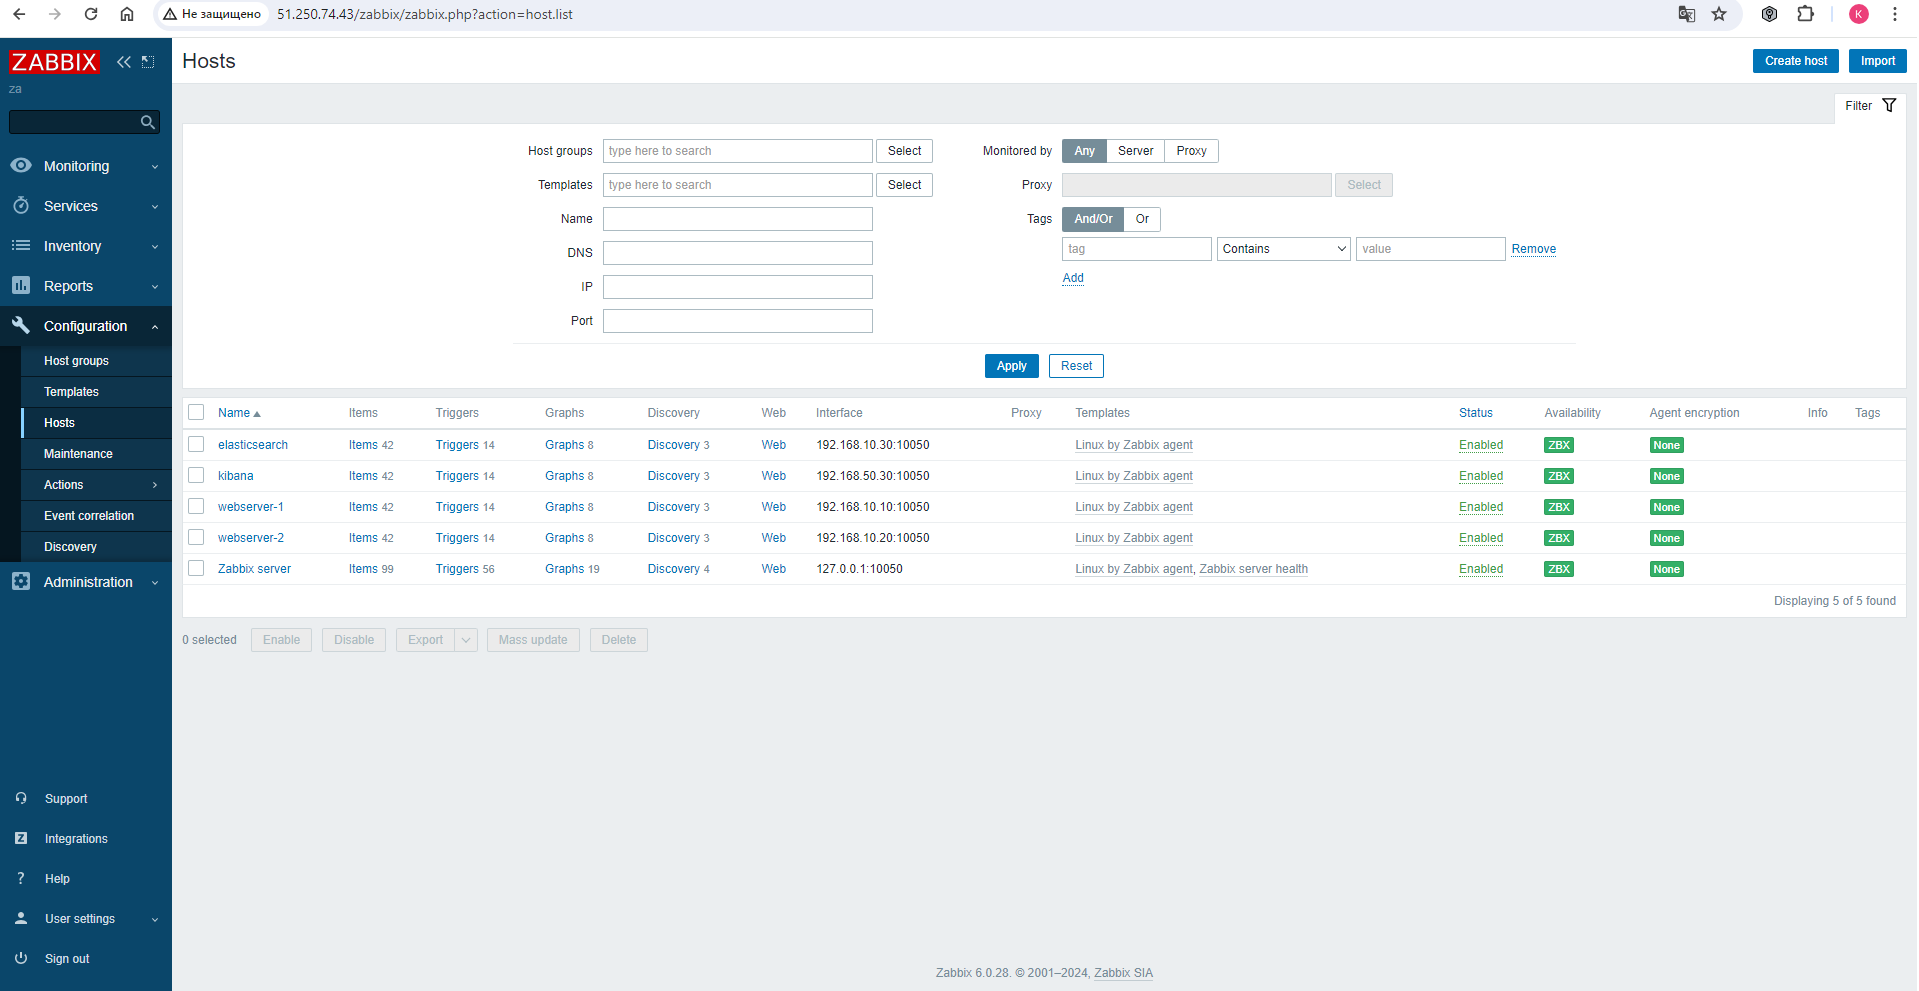 Не защищено 51.250.74.43/zabbix/zabbix.php?action=host.list K
ZABBIX
za
Monitoring
Services
Inventory
Reports
Configuration
Host groups
Templates
Hosts
Maintenance
Actions
Event correlation
Discovery
Administration
Support
Integrations
Help
User settings
Sign out
Hosts
Create host Import
Filter
Host groups type here to search Select
Templates type here to search Select
Name
DNS
IP
Port
Monitored by Any Server Proxy
Proxy Select
Tags And/Or Or
tag Contains value Remove
Add
Apply Reset
Name Items Triggers Graphs Discovery Web Interface Proxy Templates Status Availability Agent encryption Info Tags
elasticsearch Items 42 Triggers 14 Graphs 8 Discovery 3 Web 192.168.10.30:10050 Linux by Zabbix agent Enabled ZBX None
kibana Items 42 Triggers 14 Graphs 8 Discovery 3 Web 192.168.50.30:10050 Linux by Zabbix agent Enabled ZBX None
webserver-1 Items 42 Triggers 14 Graphs 8 Discovery 3 Web 192.168.10.10:10050 Linux by Zabbix agent Enabled ZBX None
webserver-2 Items 42 Triggers 14 Graphs 8 Discovery 3 Web 192.168.10.20:10050 Linux by Zabbix agent Enabled ZBX None
Zabbix server Items 99 Triggers 56 Graphs 19 Discovery 4 Web 127.0.0.1:10050 Linux by Zabbix agent, Zabbix server health Enabled ZBX None
Displaying 5 of 5 found
0 selected Enable Disable Export Mass update Delete
Zabbix 6.0.28. © 2001–2024, Zabbix SIA